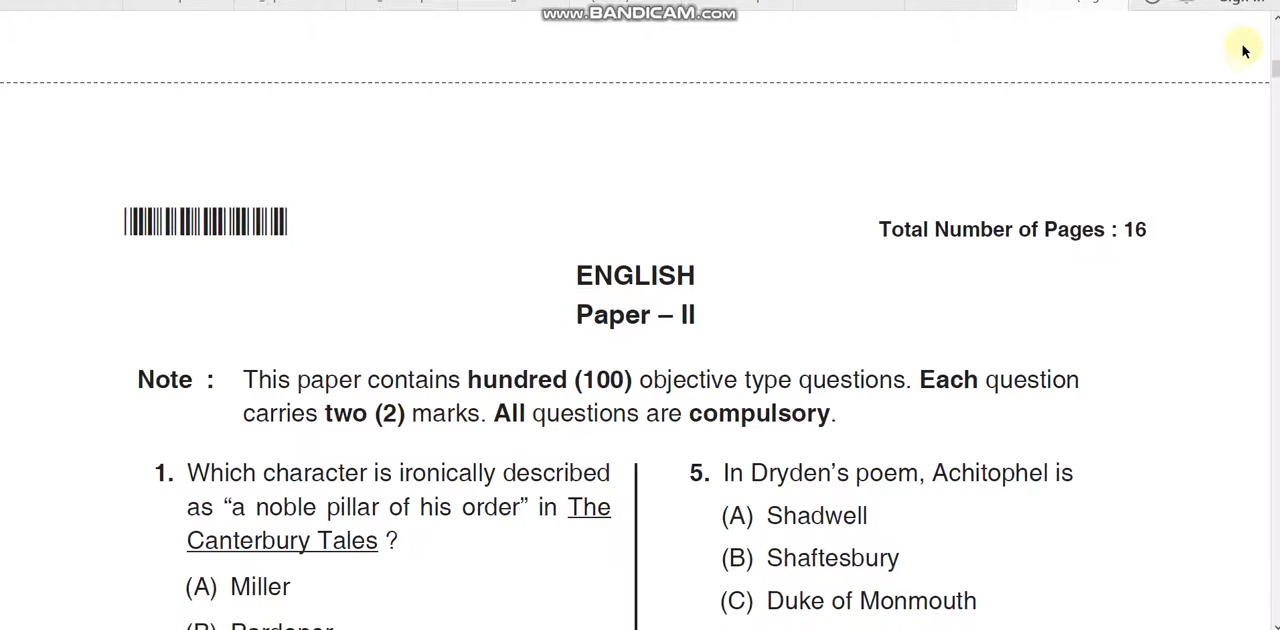 www.BANDICAM.com
Total Number of Pages : 16
ENGLISH
Paper – II
Note : This paper contains hundred (100) objective type questions. Each question
carries two (2) marks. All questions are compulsory.
1. Which character is ironically described
as “a noble pillar of his order” in The
Canterbury Tales ?
(A) Miller
5. In Dryden’s poem, Achitophel is
(A) Shadwell
(B) Shaftesbury
(C) Duke of Monmouth